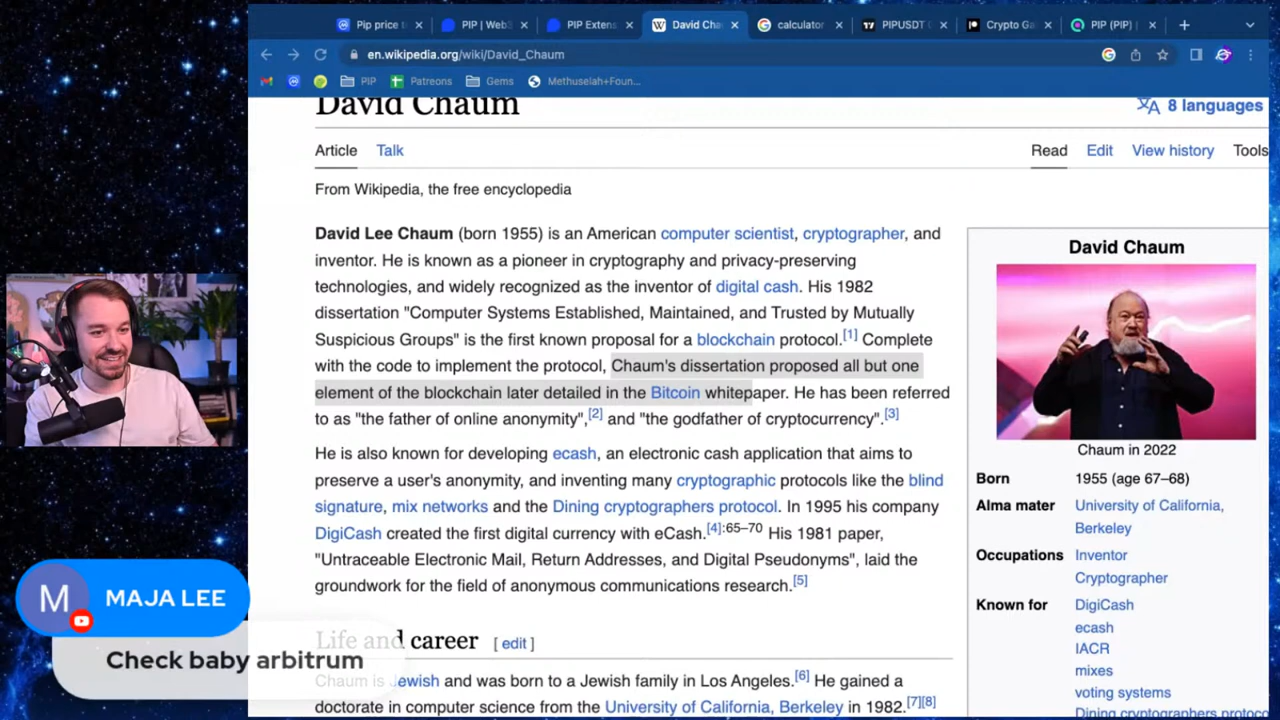 Pip price t
PIP | Web3
PIP Extens
David Cha
calculator
PIPUSDT
Crypto Ga
PIP (PIP) |
en.wikipedia.org/wiki/David_Chaum
PIP
Patreons
Gems
Methuselah+Foun...
David Chaum
8 languages
Article
Talk
Read
Edit
View history
Tools
From Wikipedia, the free encyclopedia
David Lee Chaum (born 1955) is an American computer scientist, cryptographer, and
inventor. He is known as a pioneer in cryptography and privacy-preserving
technologies, and widely recognized as the inventor of digital cash. His 1982
dissertation "Computer Systems Established, Maintained, and Trusted by Mutually
Suspicious Groups" is the first known proposal for a blockchain protocol.[1] Complete
with the code to implement the protocol, Chaum's dissertation proposed all but one
element of the blockchain later detailed in the Bitcoin whitepaper. He has been referred
to as "the father of online anonymity",[2] and "the godfather of cryptocurrency".[3]
He is also known for developing ecash, an electronic cash application that aims to
preserve a user's anonymity, and inventing many cryptographic protocols like the blind
signature, mix networks and the Dining cryptographers protocol. In 1995 his company
DigiCash created the first digital currency with eCash.[4]:65–70 His 1981 paper,
"Untraceable Electronic Mail, Return Addresses, and Digital Pseudonyms", laid the
groundwork for the field of anonymous communications research.[5]
Life and career [ edit ]
Chaum is Jewish and was born to a Jewish family in Los Angeles.[6] He gained a
doctorate in computer science from the University of California, Berkeley in 1982.[7][8]
David Chaum
Chaum in 2022
Born 1955 (age 67–68)
Alma mater University of California,
Berkeley
Occupations Inventor
Cryptographer
Known for DigiCash
ecash
IACR
mixes
voting systems
Dining cryptographers protoco
M MAJA LEE
Check baby arbitrum